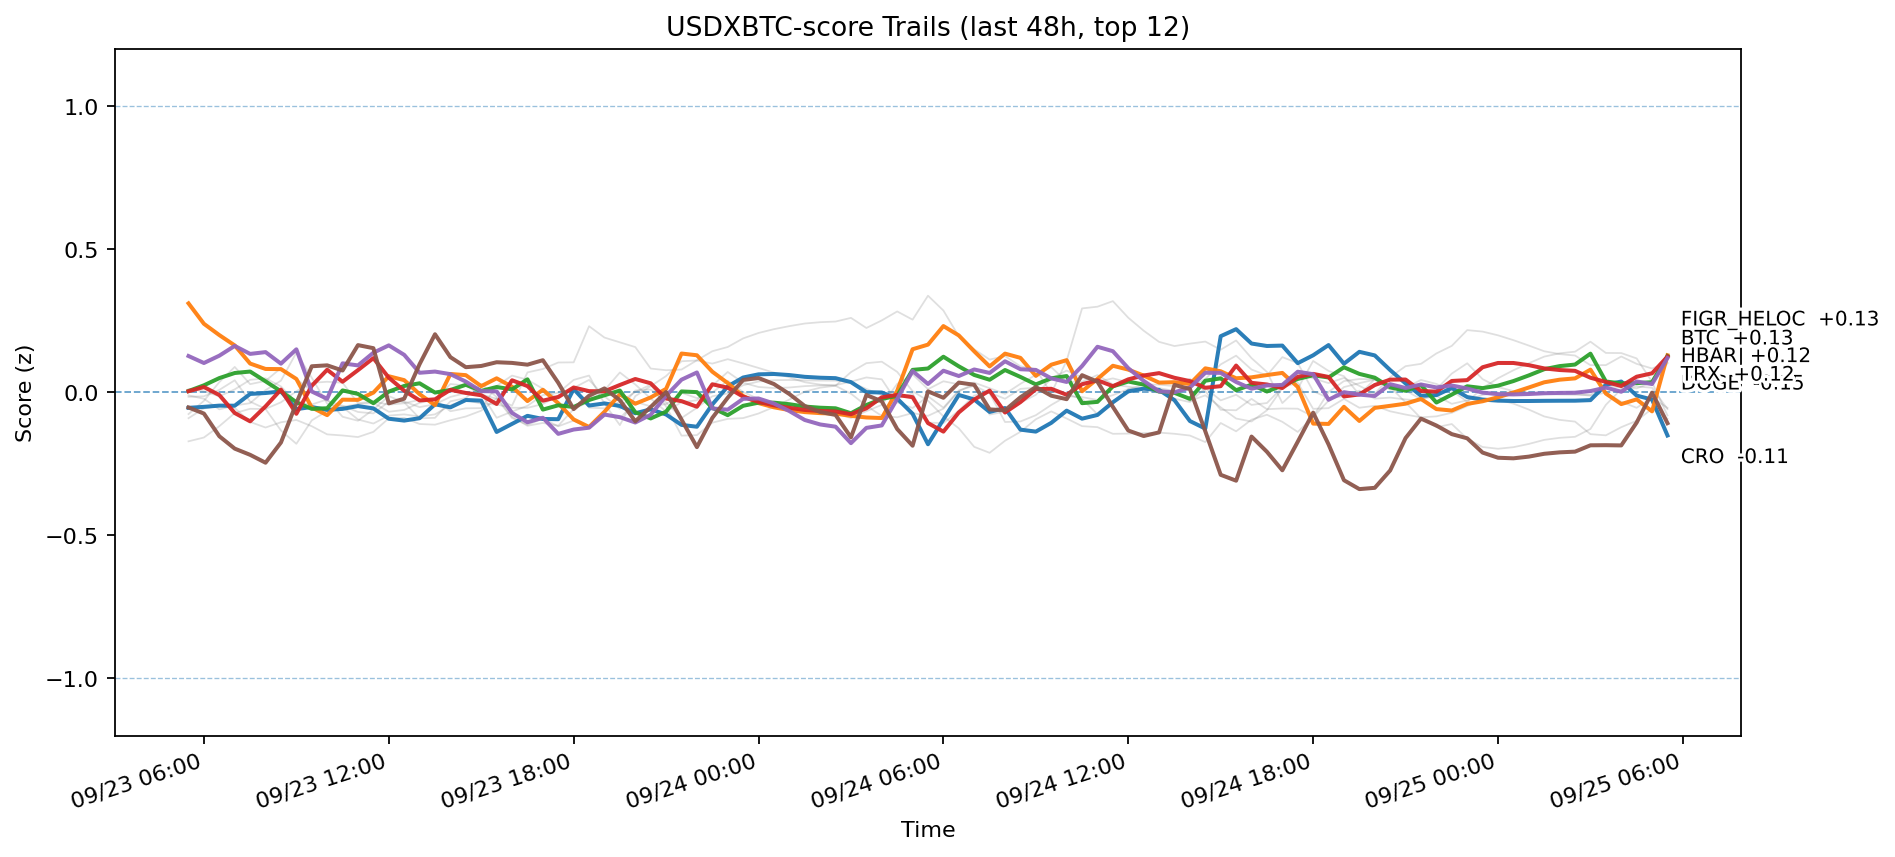 USDXBTC-score Trails (last 48h, top 12)
Score (z)
1.0
0.5
0.0
−0.5
−1.0
FIGR_HELOC +0.13
BTC +0.13
HBAR +0.12
TRX +0.12
DOGE -0.15
CRO -0.11
09/23 06:00
09/23 12:00
09/23 18:00
09/24 00:00
09/24 06:00
09/24 12:00
09/24 18:00
09/25 00:00
09/25 06:00
Time